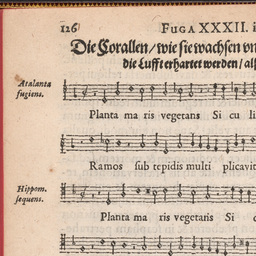 126 FUGA XXXII. i
Die Corallen / wie sie wachsen vn
die Lufft erhartet werden / als
Atalanta
fugiens.
Planta ma ris vegetans Si cu li
Ramos sub tepidis multi plicavit
Hippom.
sequens.
Planta ma ris vegetaris Si